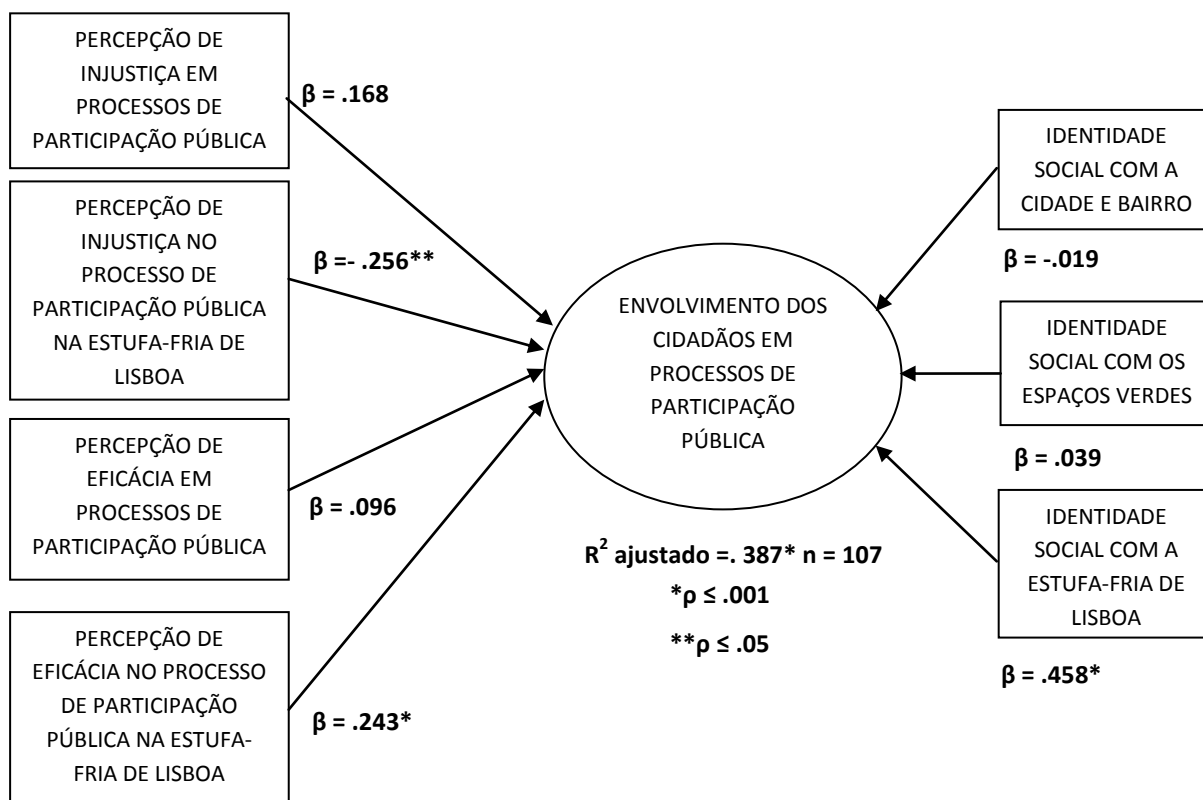 PERCEPÇÃO DE
INJUSTIÇA EM
PROCESSOS DE
PARTICIPAÇÃO PÚBLICA
β = .168
PERCEPÇÃO DE
INJUSTIÇA NO
PROCESSO DE
PARTICIPAÇÃO PÚBLICA
NA ESTUFA-FRIA DE
LISBOA
β =- .256**
PERCEPÇÃO DE
EFICÁCIA EM
PROCESSOS DE
PARTICIPAÇÃO PÚBLICA
β = .096
PERCEPÇÃO DE
EFICÁCIA NO PROCESSO
DE PARTICIPAÇÃO
PÚBLICA NA ESTUFA-
FRIA DE LISBOA
β = .243*
ENVOLVIMENTO DOS
CIDADÃOS EM
PROCESSOS DE
PARTICIPAÇÃO
PÚBLICA
R² ajustado =. 387* n = 107
*ρ ≤ .001
**ρ ≤ .05
IDENTIDADE
SOCIAL COM A
CIDADE E BAIRRO
β = -.019
IDENTIDADE
SOCIAL COM OS
ESPAÇOS VERDES
β = .039
IDENTIDADE
SOCIAL COM A
ESTUFA-FRIA DE
LISBOA
β = .458*